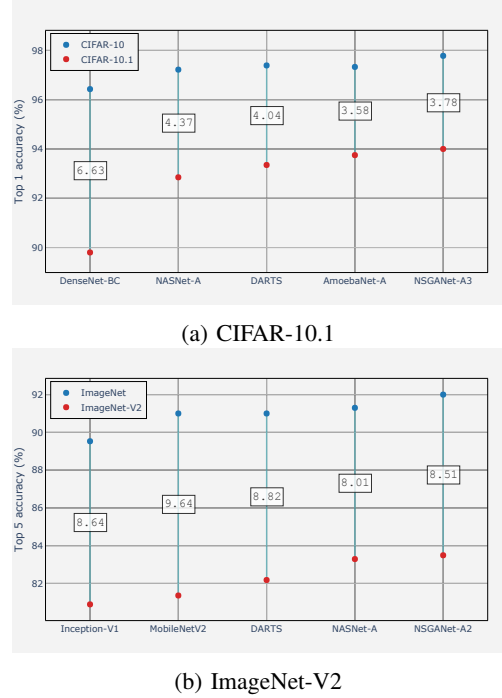 98
96
94
92
90
Top 1 accuracy (%)
CIFAR-10
CIFAR-10.1
6.63
4.37
4.04
3.58
3.78
DenseNet-BC NASNet-A DARTS AmoebaNet-A NSGANet-A3
(a) CIFAR-10.1
92
90
88
86
84
82
Top 5 accuracy (%)
ImageNet
ImageNet-V2
8.64
9.64
8.82
8.01
8.51
Inception-V1 MobileNetV2 DARTS NASNet-A NSGANet-A2
(b) ImageNet-V2